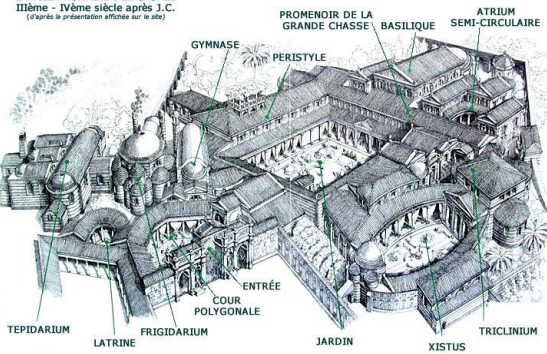 IIIème - IVème siècle après J.C.
(d'après la présentation affichée sur le site)
PROMENOIR DE LA
GRANDE CHASSE
BASILIQUE
ATRIUM
SEMI-CIRCULAIRE
GYMNASE
PERISTYLE
ENTRÉE
COUR
POLYGONALE
TEPIDARIUM
LATRINE
FRIGIDARIUM
JARDIN
XISTUS
TRICLINIUM